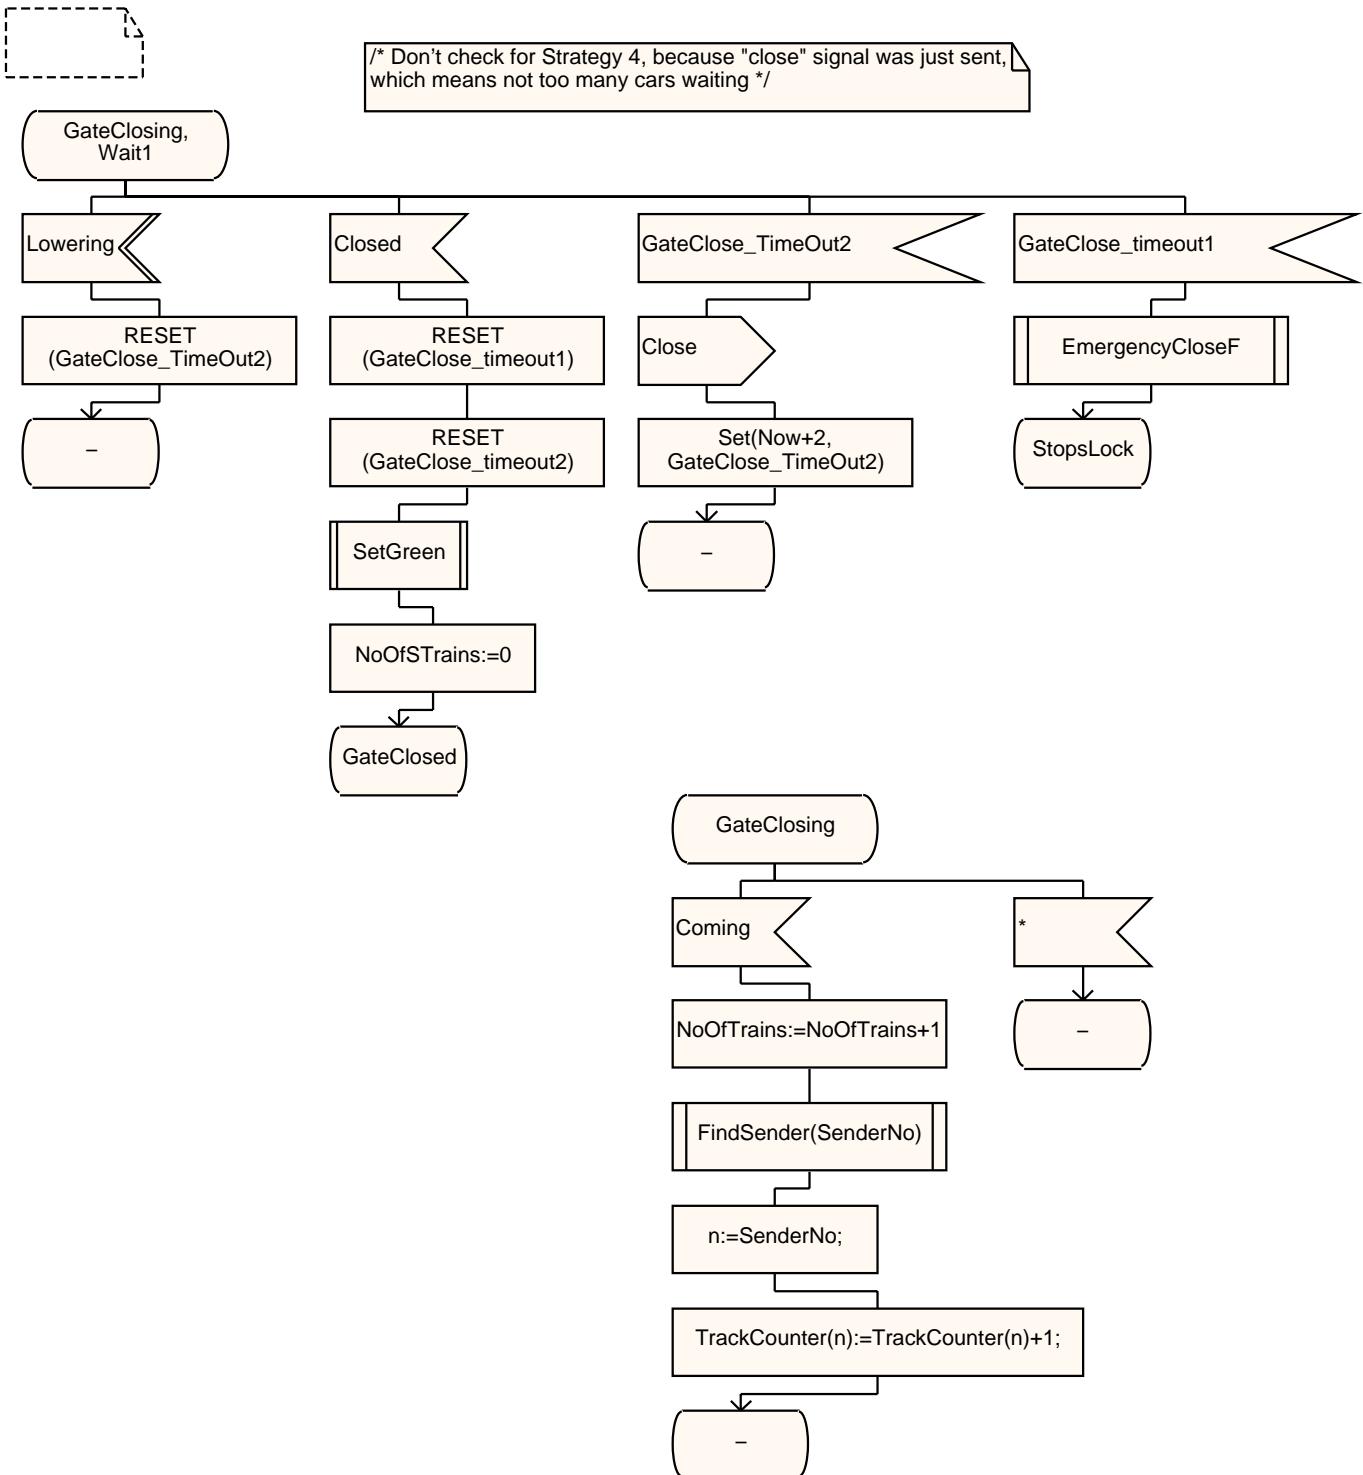 /* Don't check for Strategy 4, because "close" signal was just sent,
which means not too many cars waiting */
GateClosing,
Wait1
Lowering
Closed
GateClose_TimeOut2
GateClose_timeout1
RESET
(GateClose_TimeOut2)
RESET
(GateClose_timeout1)
Close
EmergencyCloseF
–
RESET
(GateClose_timeout2)
Set(Now+2,
GateClose_TimeOut2)
StopsLock
SetGreen
–
NoOfSTrains:=0
GateClosed
GateClosing
Coming
*
NoOfTrains:=NoOfTrains+1
–
FindSender(SenderNo)
n:=SenderNo;
TrackCounter(n):=TrackCounter(n)+1;
–